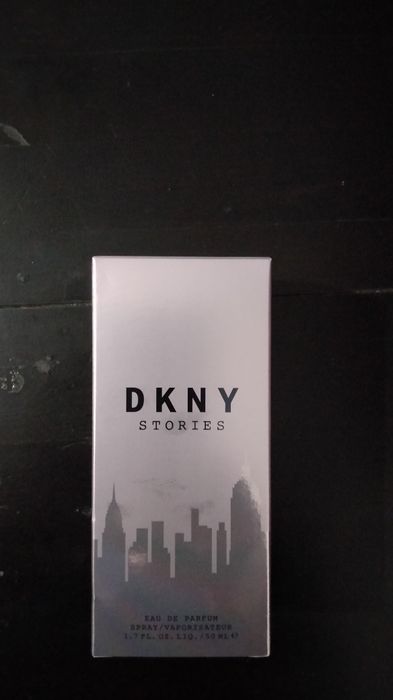 DKNY
STORIES
EAU DE PARFUM
SPRAY/VAPORISATEUR
1.7 FL. OZ. LIQ./50 ML ℮